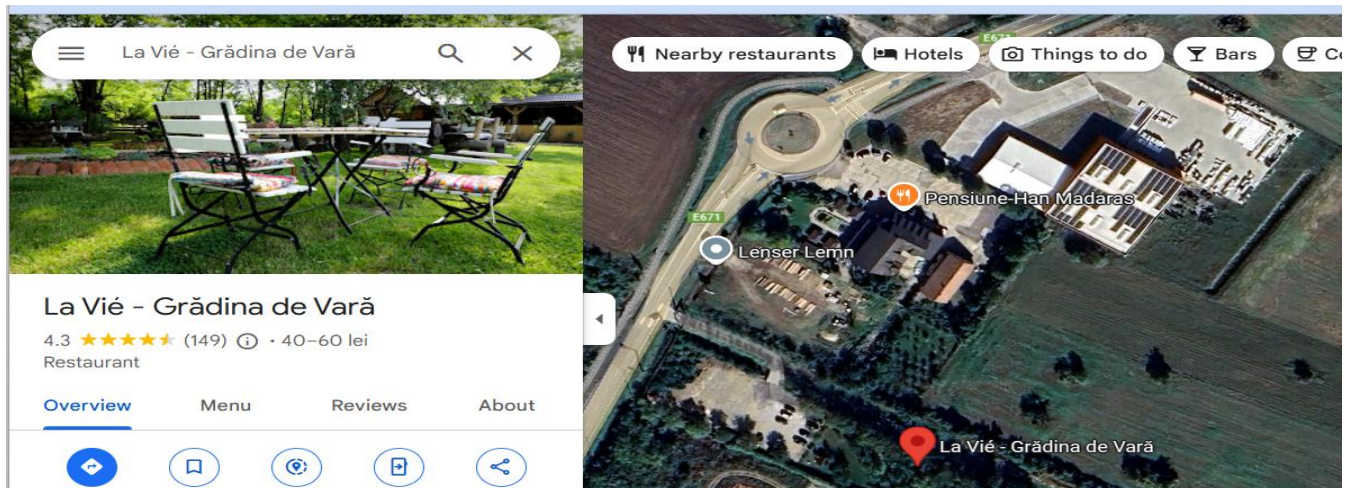 La Vié - Grădina de Vară
Nearby restaurants
Hotels
Things to do
Bars
Co
E671
Pensiune Han Madaras
E671
Lenser Lemn
La Vié - Grădina de Vară
4.3 (149) · 40–60 lei
Restaurant
Overview Menu Reviews About
La Vié - Grădina de Vară